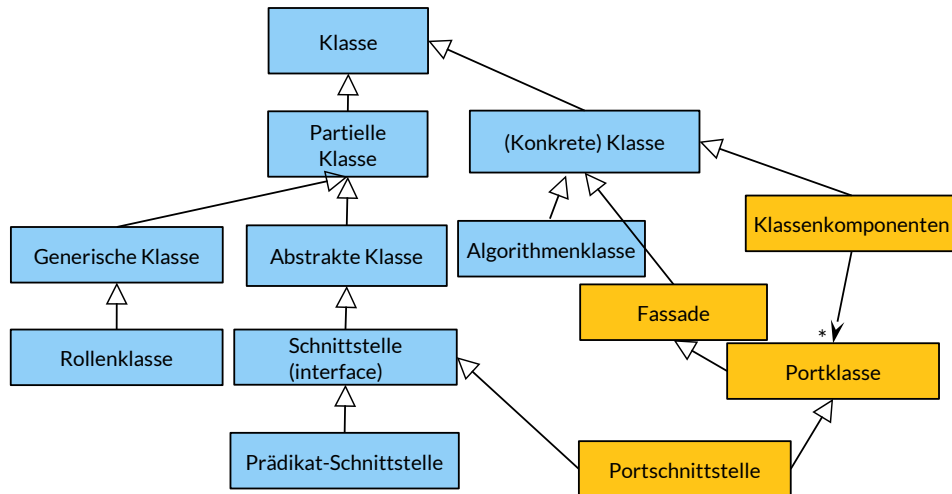 Klasse
Partielle
Klasse
(Konkrete) Klasse
Generische Klasse
Abstrakte Klasse
Algorithmenklasse
Klassenkomponenten
Fassade
*
Rollenklasse
Schnittstelle
(interface)
Portklasse
Prädikat-Schnittstelle
Portschnittstelle